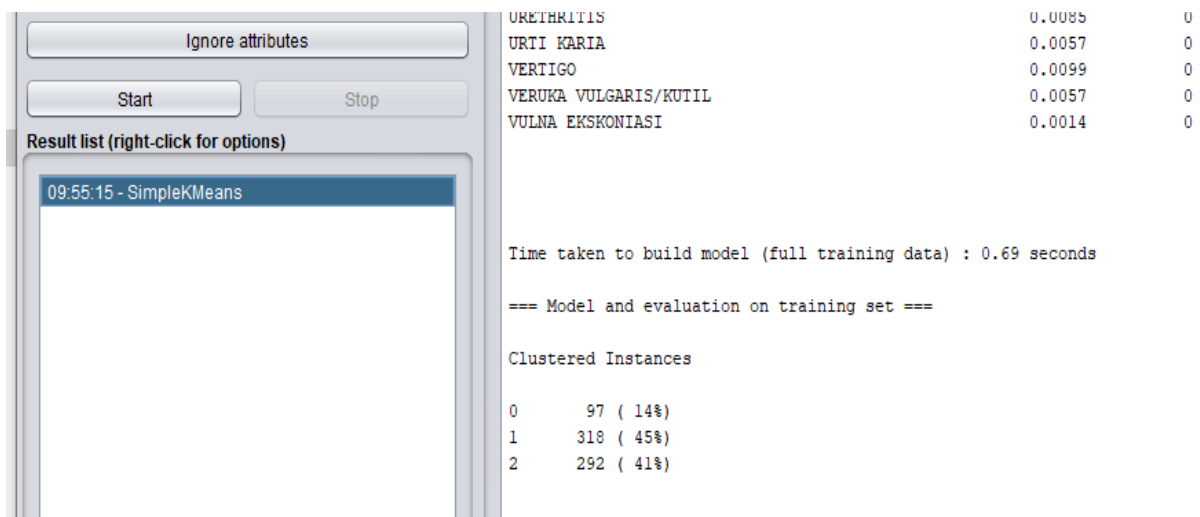 Ignore attributes
Start Stop
Result list (right-click for options)
09:55:15 - SimpleKMeans
URETHRITIS 0.0085 0
URTI KARIA 0.0057 0
VERTIGO 0.0099 0
VERUKA VULGARIS/KUTIL 0.0057 0
VULNA EKSKONIASI 0.0014 0
Time taken to build model (full training data) : 0.69 seconds
=== Model and evaluation on training set ===
Clustered Instances
0 97 ( 14%)
1 318 ( 45%)
2 292 ( 41%)